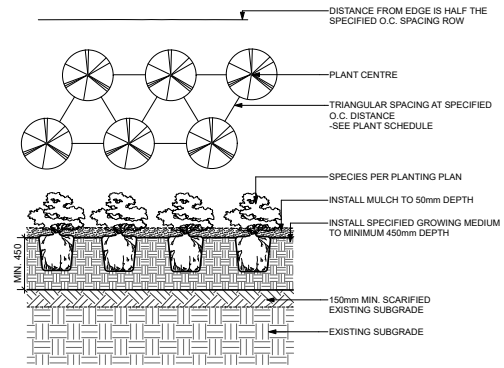 DISTANCE FROM EDGE IS HALF THE
SPECIFIED O.C. SPACING ROW
PLANT CENTRE
TRIANGULAR SPACING AT SPECIFIED
O.C. DISTANCE
-SEE PLANT SCHEDULE
SPECIES PER PLANTING PLAN
INSTALL MULCH TO 50mm DEPTH
INSTALL SPECIFIED GROWING MEDIUM
TO MINIMUM 450mm DEPTH
MIN. 450
150mm MIN. SCARIFIED
EXISTING SUBGRADE
EXISTING SUBGRADE